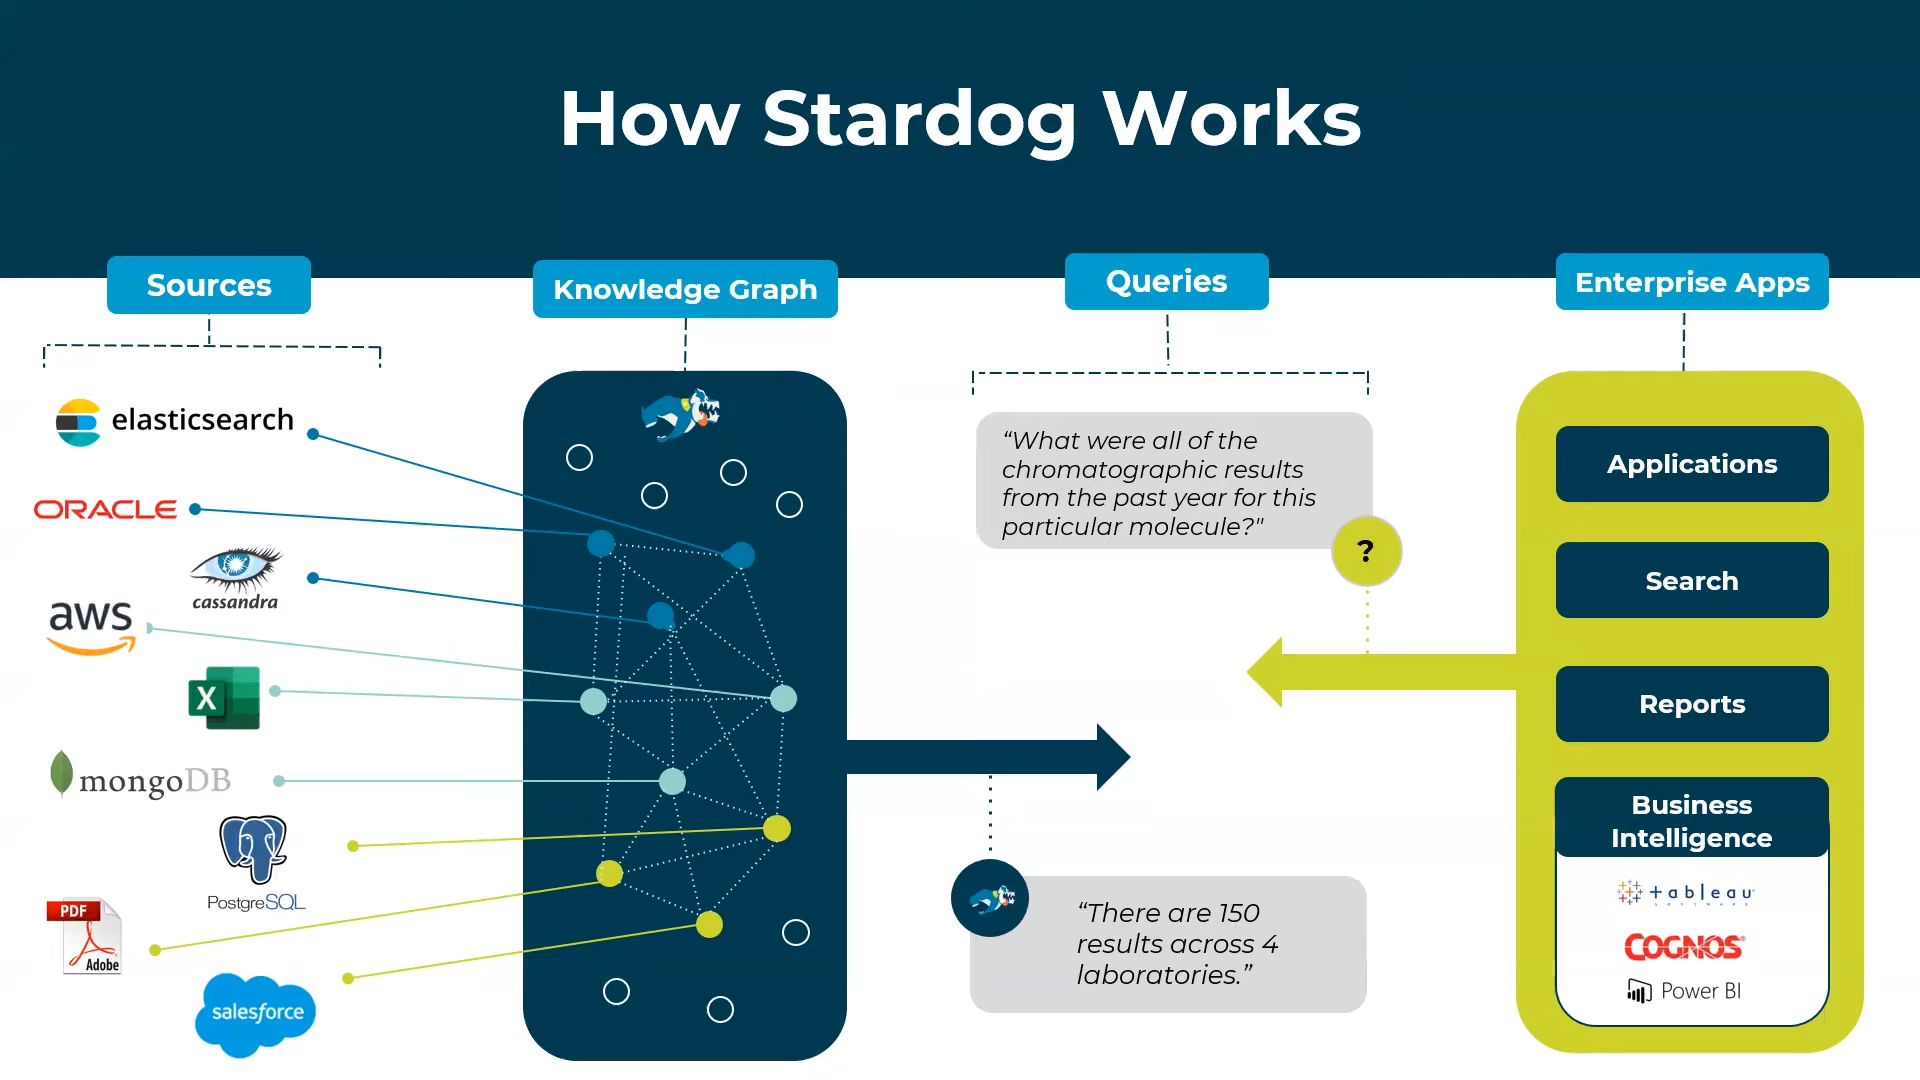 How Stardog Works
Sources
Knowledge Graph
Queries
Enterprise Apps
elasticsearch
ORACLE
cassandra
aws
X
mongoDB
PostgreSQL
PDF
Adobe
salesforce
“What were all of the
chromatographic results
from the past year for this
particular molecule?"
?
“There are 150
results across 4
laboratories.”
Applications
Search
Reports
Business
Intelligence
+ableau
SOFTWARE
COGNOS®
Power BI